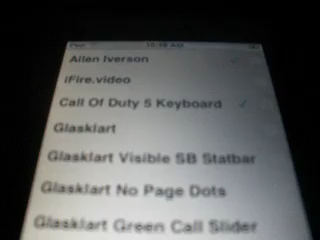 Allen Iverson
iFire.video
Call Of Duty 5 Keyboard
Glasklart
Glasklart Visible SB Statbar
Glasklart No Page Dots
Glasklart Green Call Slider